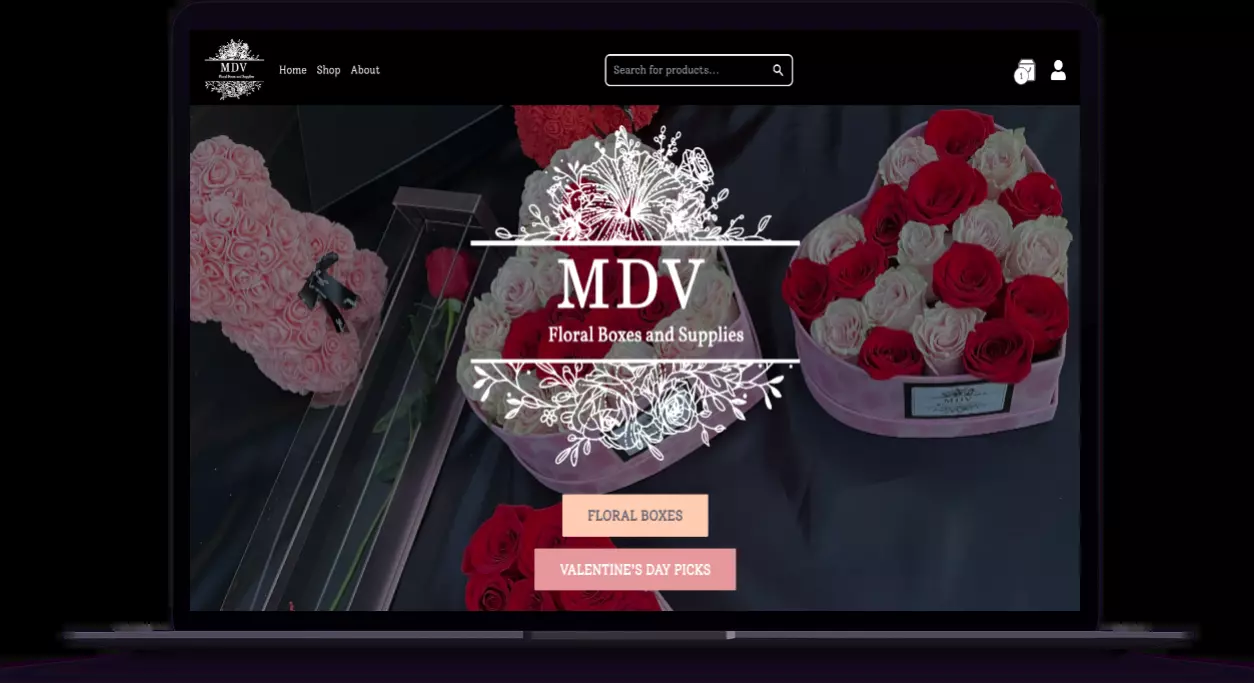 MDV
Floral Boxes and Supplies
Home Shop About
Search for products...
1
MDV
Floral Boxes and Supplies
MDV
FLORAL BOXES
VALENTINE'S DAY PICKS